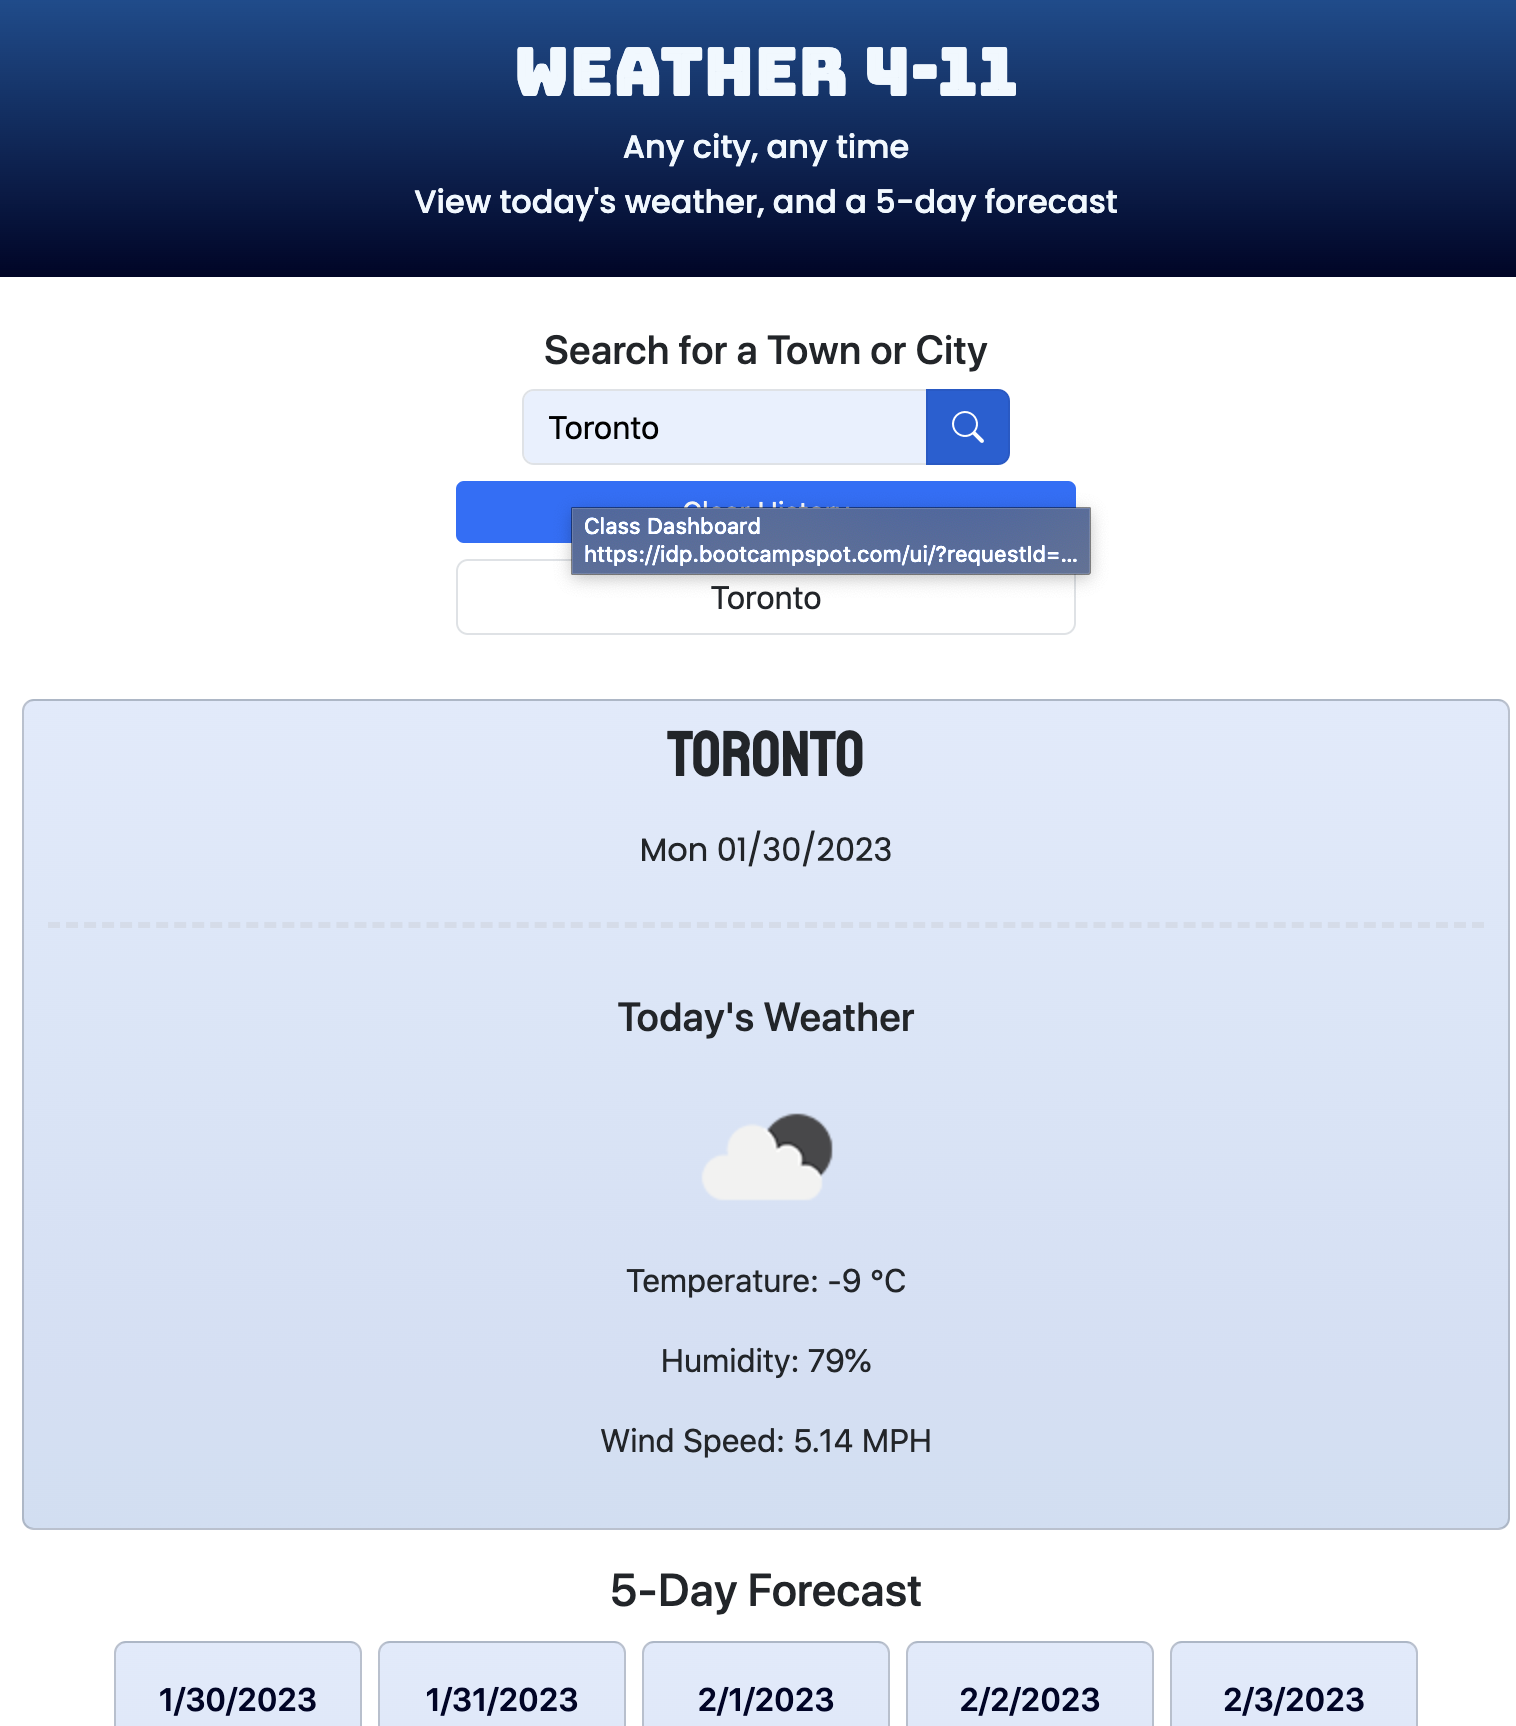 WEATHER 4-11
Any city, any time
View today's weather, and a 5-day forecast
Search for a Town or City
Toronto
Class Dashboard
https://idp.bootcampspot.com/ui/?requestId=...
Toronto
TORONTO
Mon 01/30/2023
Today's Weather
Temperature: -9 °C
Humidity: 79%
Wind Speed: 5.14 MPH
5-Day Forecast
1/30/2023 1/31/2023 2/1/2023 2/2/2023 2/3/2023